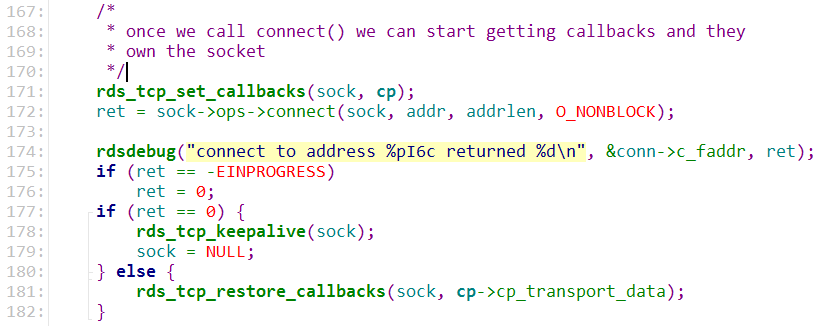 167:     /*
168:      * once we call connect() we can start getting callbacks and they
169:      * own the socket
170:      */
171:     rds_tcp_set_callbacks(sock, cp);
172:     ret = sock->ops->connect(sock, addr, addrlen, O_NONBLOCK);
173:
174:     rdsdebug("connect to address %pI6c returned %d\n", &conn->c_faddr, ret);
175:     if (ret == -EINPROGRESS)
176:         ret = 0;
177:     if (ret == 0) {
178:         rds_tcp_keepalive(sock);
179:         sock = NULL;
180:     } else {
181:         rds_tcp_restore_callbacks(sock, cp->cp_transport_data);
182:     }